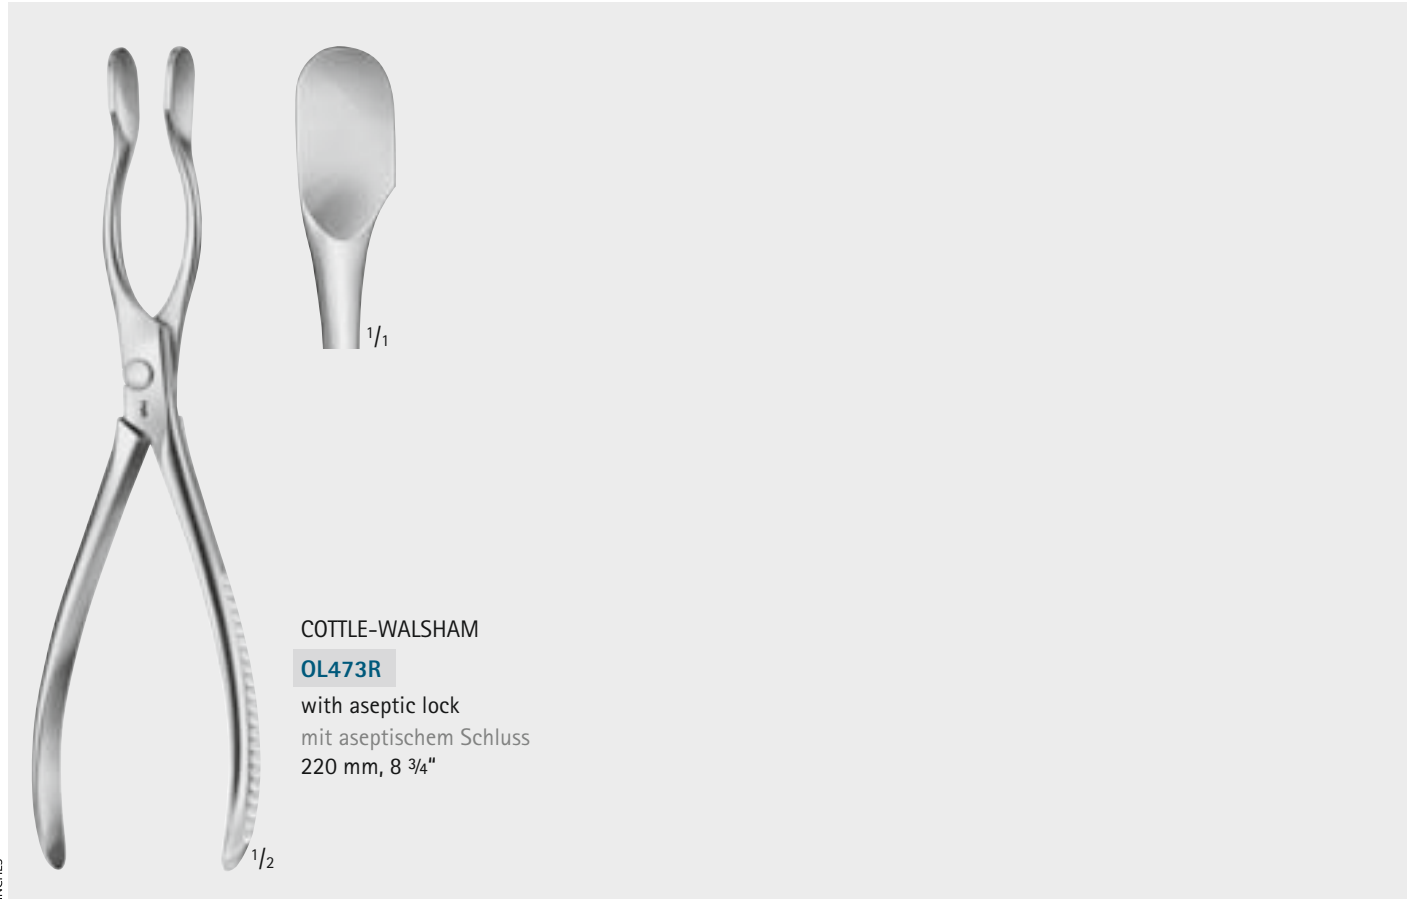 1/1
COTTLE-WALSHAM
OL473R
with aseptic lock
mit aseptischem Schluss
220 mm, 8 ¾“
1/2